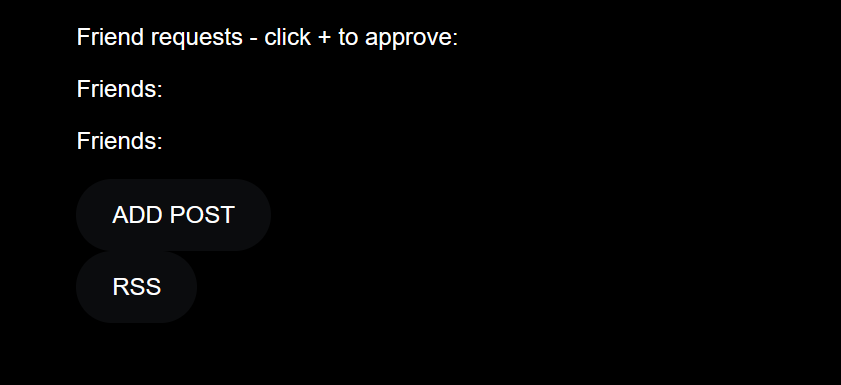 Friend requests - click + to approve:
Friends:
Friends:
ADD POST
RSS